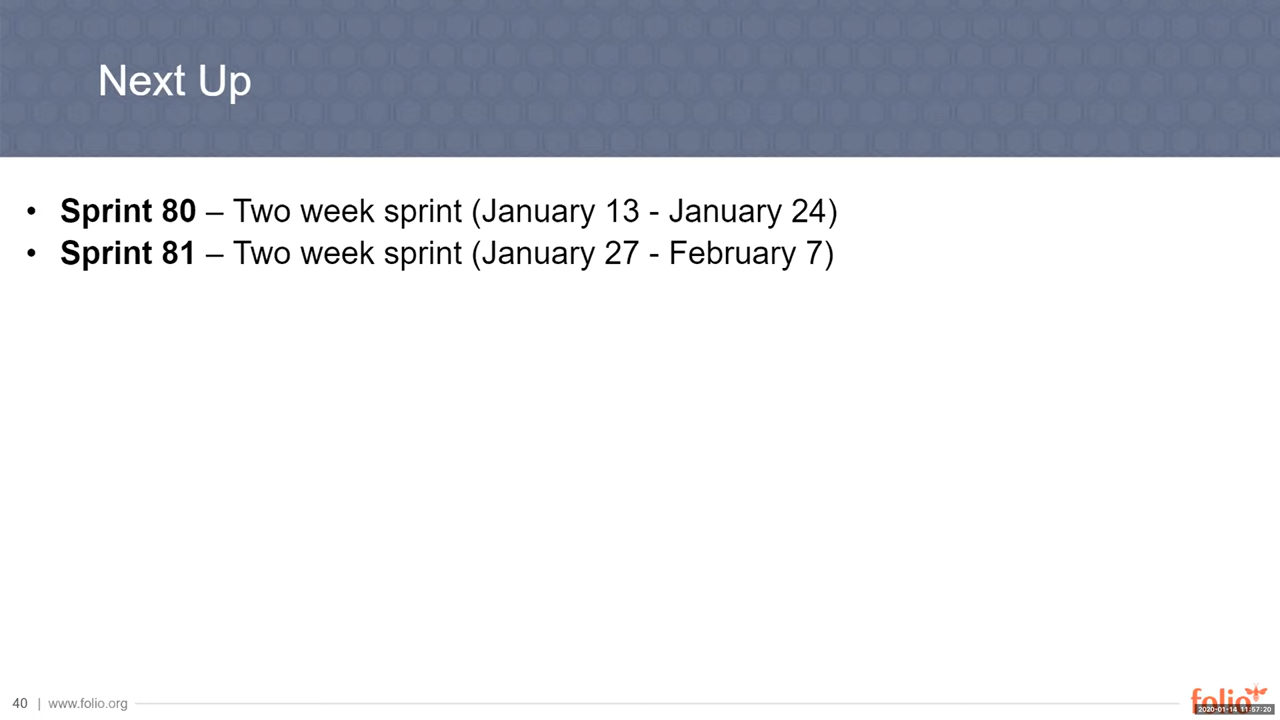 Next Up
• Sprint 80 – Two week sprint (January 13 - January 24)
• Sprint 81 – Two week sprint (January 27 - February 7)
40 | www.folio.org
folio
2020-01-14 11:57:20